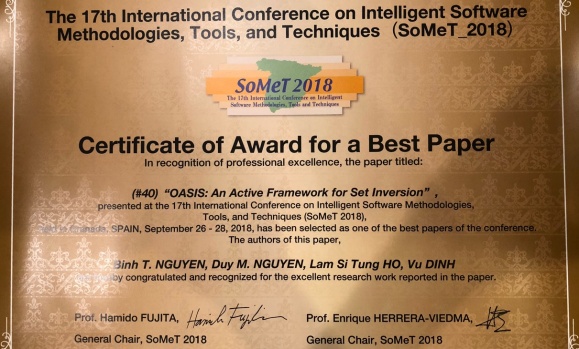 The 17th International Conference on Intelligent Software
Methodologies, Tools, and Techniques (SoMeT_2018)
SoMeT 2018
The 17th International Conference on Intelligent
Software Methodologies, Tools and Techniques
Certificate of Award for a Best Paper
In recognition of professional excellence, the paper titled:
(#40) "OASIS: An Active Framework for Set Inversion" ,
presented at the 17th International Conference on Intelligent Software Methodologies,
Tools, and Techniques (SoMeT 2018),
SPAIN, September 26 - 28, 2018, has been selected as one of the best papers of the conference.
The authors of this paper,
Binh T. NGUYEN, Duy M. NGUYEN, Lam Si Tung HO, Vu DINH
by congratulated and recognized for the excellent research work reported in the paper.
Prof. Hamido FUJITA, Prof. Enrique HERRERA-VIEDMA,
General Chair, SoMeT 2018 General Chair, SoMeT 2018